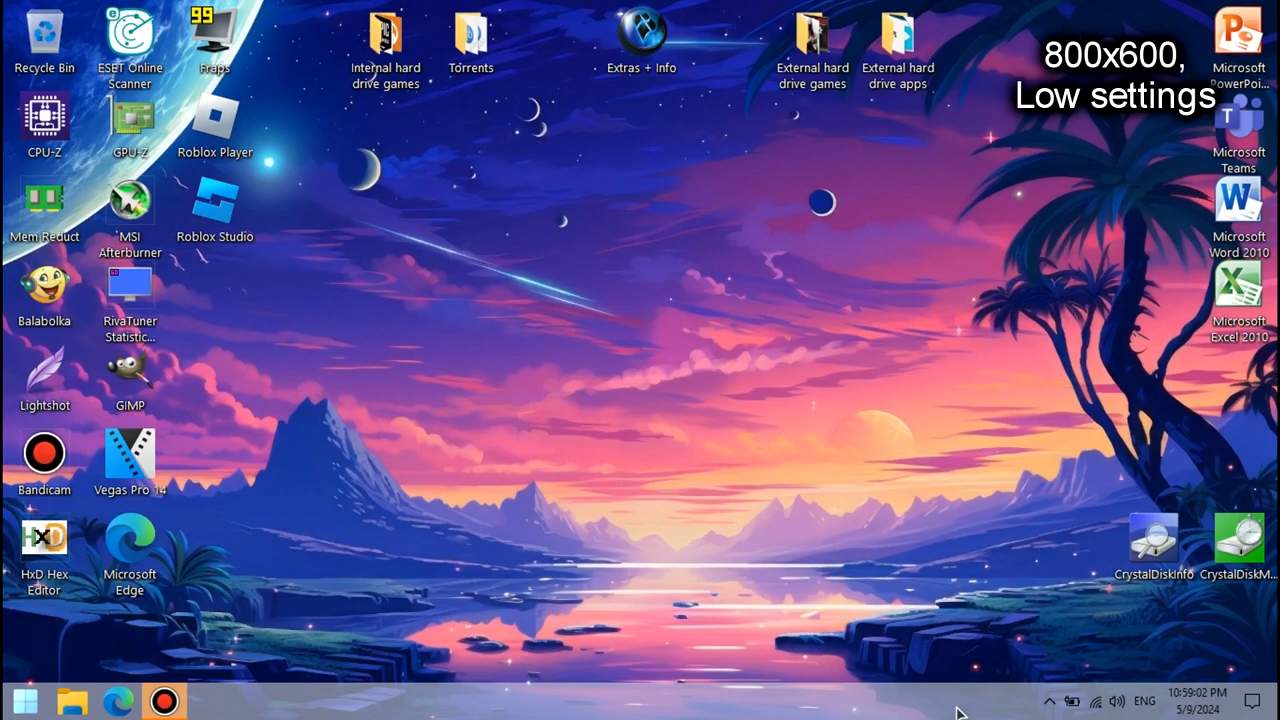 99
Recycle Bin
ESET Online
Scanner
Fraps
Internal hard
drive games
Torrents
Extras + Info
External hard
drive games
External hard
drive apps
800x600,
Low settings
Microsoft
PowerPoi...
CPU-Z
GPU-Z
Roblox Player
Microsoft
Teams
Mem Reduct
MSI
Afterburner
Roblox Studio
Microsoft
Word 2010
Balabolka
RivaTuner
Statistic...
Microsoft
Excel 2010
Lightshot
GIMP
Bandicam
Vegas Pro 14
HxD
HxD Hex
Editor
Microsoft
Edge
CrystalDiskInfo
CrystalDiskM...
ENG
10:59:02 PM
5/9/2024